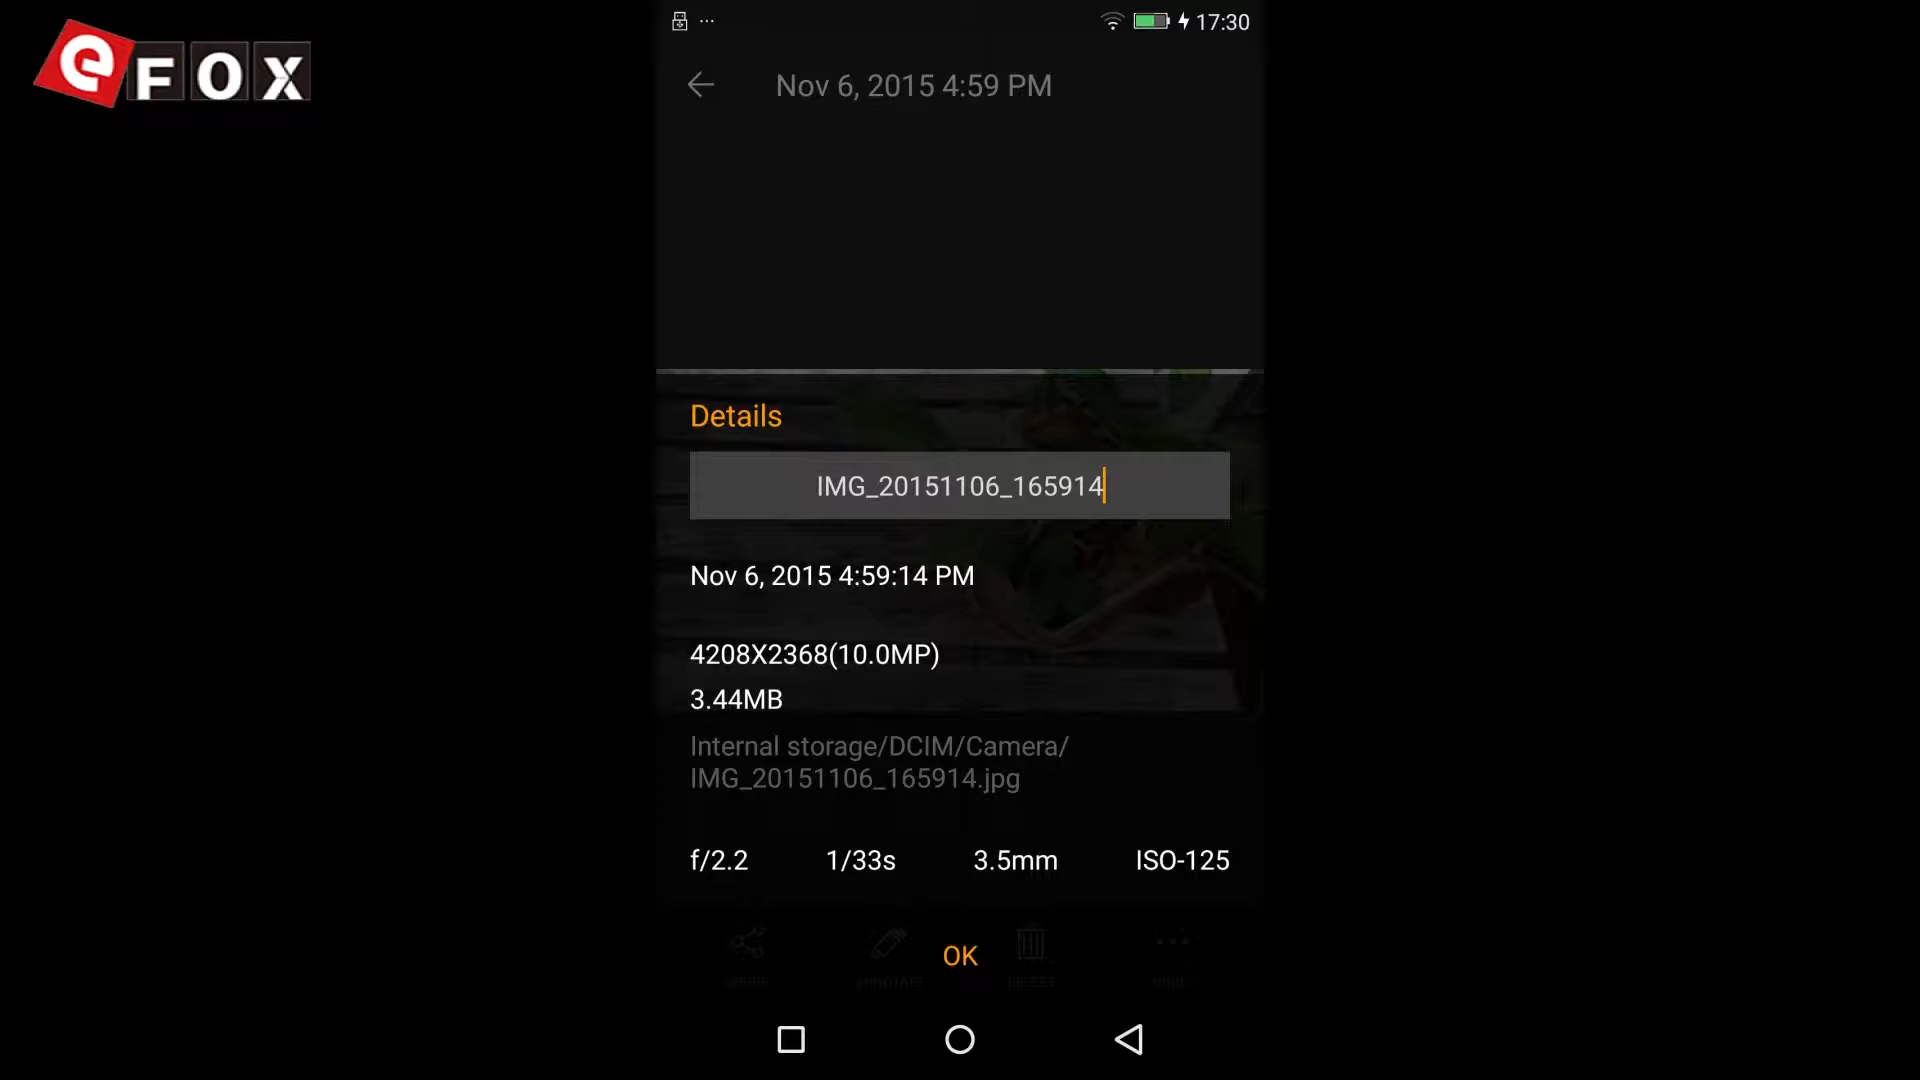 eFOX
17:30
Nov 6, 2015 4:59 PM
Details
IMG_20151106_165914
Nov 6, 2015 4:59:14 PM
4208X2368(10.0MP)
3.44MB
Internal storage/DCIM/Camera/
IMG_20151106_165914.jpg
f/2.2 1/33s 3.5mm ISO-125
OK